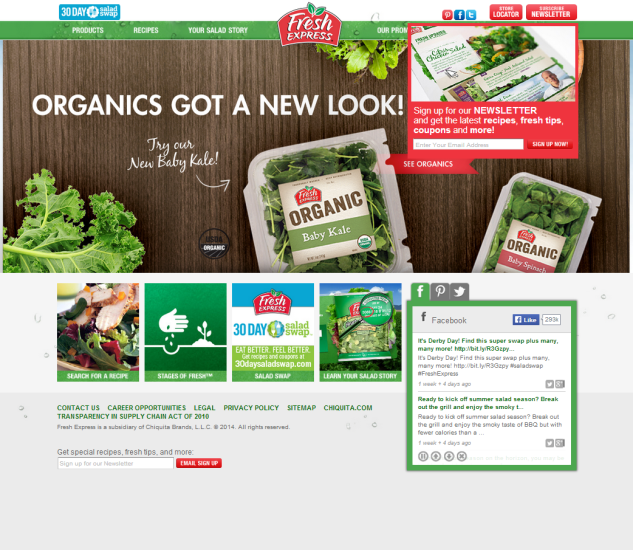 30 DAY salad swap
STORE LOCATOR
SUBSCRIBE NEWSLETTER
PRODUCTS
RECIPES
YOUR SALAD STORY
Fresh EXPRESS
OUR PROM
ORGANICS GOT A NEW LOOK!
Try our
New Baby Kale!
Sign up for our NEWSLETTER
and get the latest recipes, fresh tips,
coupons and more!
Enter Your Email Address
SIGN UP NOW!
SEE ORGANICS
Fresh EXPRESS
ORGANIC
Baby Kale
Fresh EXPRESS
ORGANIC
Baby Spinach
ORGANIC
SEARCH FOR A RECIPE
STAGES OF FRESH™
Fresh EXPRESS
30 DAY salad swap
EAT BETTER. FEEL BETTER.
Get recipes and coupons at
30daysaladswap.com
SALAD SWAP
LEARN YOUR SALAD STORY
Facebook
Like
293k
It's Derby Day! Find this super swap plus many,
many more! http://bit.ly/R3Gzpy...
It's Derby Day! Find this super swap plus many,
many more! http://bit.ly/R3Gzpy #saladswap
#FreshExpress
1 week + 4 days ago
Ready to kick off summer salad season? Break
out the grill and enjoy the smoky t...
Ready to kick off summer salad season? Break
out the grill and enjoy the smoky taste of BBQ but with
fewer calories than a ...
1 week + 4 days ago
CONTACT US
CAREER OPPORTUNITIES
LEGAL
PRIVACY POLICY
SITEMAP
CHIQUITA.COM
TRANSPARENCY IN SUPPLY CHAIN ACT OF 2010
Fresh Express is a subsidiary of Chiquita Brands, L.L.C. © 2014. All rights reserved.
Get special recipes, fresh tips, and more:
Sign up for our Newsletter
EMAIL SIGN UP